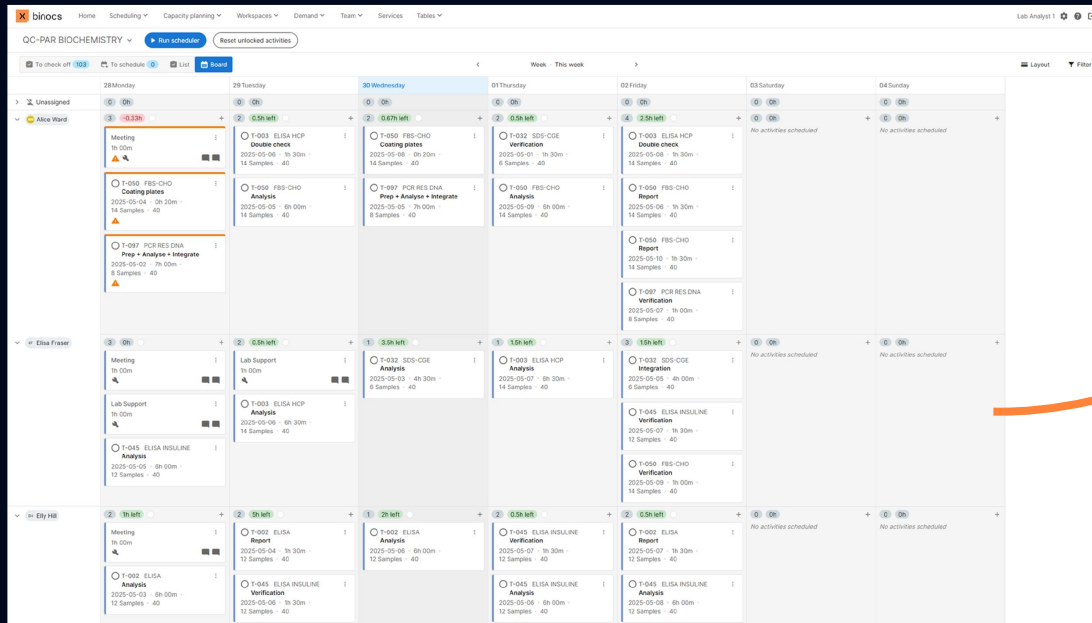 X binocs Home Scheduling Capacity planning Workspaces Demand Team Services Tables Lab Analyst 1
QC-PAR BIOCHEMISTRY Run scheduler Reset unlocked activities
To check off 103 To schedule 0 List Board < Week · This week > Layout Filter
28 Monday 29 Tuesday 30 Wednesday 01 Thursday 02 Friday 03 Saturday 04 Sunday
Unassigned 0 0h 0 0h 0 0h 0 0h 0 0h 0 0h 0 0h
Alice Ward
3 -0.33h +
Meeting
1h 00m
T-050 FBS-CHO
Coating plates
2025-05-04 · 0h 20m ·
14 Samples · 40
T-097 PCR RES DNA
Prep + Analyse + Integrate
2025-05-02 · 7h 00m ·
8 Samples · 40
2 0.5h left +
T-003 ELISA HCP
Double check
2025-05-06 · 1h 30m ·
14 Samples · 40
T-050 FBS-CHO
Analysis
2025-05-05 · 6h 00m ·
14 Samples · 40
2 0.67h left +
T-050 FBS-CHO
Coating plates
2025-05-08 · 0h 20m ·
14 Samples · 40
T-097 PCR RES DNA
Prep + Analyse + Integrate
2025-05-05 · 7h 00m ·
8 Samples · 40
2 0.5h left +
T-032 SDS-CGE
Verification
2025-05-01 · 1h 30m ·
6 Samples · 40
T-050 FBS-CHO
Analysis
2025-05-09 · 6h 00m ·
14 Samples · 40
4 2.5h left +
T-003 ELISA HCP
Double check
2025-05-08 · 1h 30m ·
14 Samples · 40
T-050 FBS-CHO
Report
2025-05-06 · 1h 30m ·
14 Samples · 40
T-050 FBS-CHO
Report
2025-05-10 · 1h 30m ·
14 Samples · 40
T-097 PCR RES DNA
Verification
2025-05-07 · 1h 00m ·
8 Samples · 40
0 0h +
No activities scheduled
0 0h +
No activities scheduled
Elisa Fraser
3 0h +
Meeting
1h 00m
Lab Support
1h 00m
T-045 ELISA INSULINE
Analysis
2025-05-05 · 6h 00m ·
12 Samples · 40
2 0.5h left +
Lab Support
1h 00m
T-003 ELISA HCP
Analysis
2025-05-06 · 6h 30m ·
14 Samples · 40
1 3.5h left +
T-032 SDS-CGE
Analysis
2025-05-03 · 4h 30m ·
6 Samples · 40
1 1.5h left +
T-003 ELISA HCP
Analysis
2025-05-07 · 6h 30m ·
14 Samples · 40
3 1.5h left +
T-032 SDS-CGE
Integration
2025-05-05 · 4h 00m ·
6 Samples · 40
T-045 ELISA INSULINE
Verification
2025-05-07 · 1h 30m ·
12 Samples · 40
T-050 FBS-CHO
Verification
2025-05-09 · 1h 00m ·
14 Samples · 40
0 0h +
No activities scheduled
0 0h +
No activities scheduled
Elly Hill
2 1h left +
Meeting
1h 00m
T-002 ELISA
Analysis
2025-05-03 · 6h 00m ·
12 Samples · 40
2 5h left +
T-002 ELISA
Report
2025-05-04 · 1h 30m ·
12 Samples · 40
T-045 ELISA INSULINE
Verification
2025-05-06 · 1h 30m ·
12 Samples · 40
1 2h left +
T-002 ELISA
Analysis
2025-05-06 · 6h 00m ·
12 Samples · 40
2 0.5h left +
T-045 ELISA INSULINE
Verification
2025-05-07 · 1h 30m ·
12 Samples · 40
T-045 ELISA INSULINE
Analysis
2025-05-06 · 6h 00m ·
12 Samples · 40
2 0.5h left +
T-002 ELISA
Report
2025-05-07 · 1h 30m ·
12 Samples · 40
T-045 ELISA INSULINE
Analysis
2025-05-08 · 6h 00m ·
12 Samples · 40
0 0h +
No activities scheduled
0 0h +
No activities scheduled